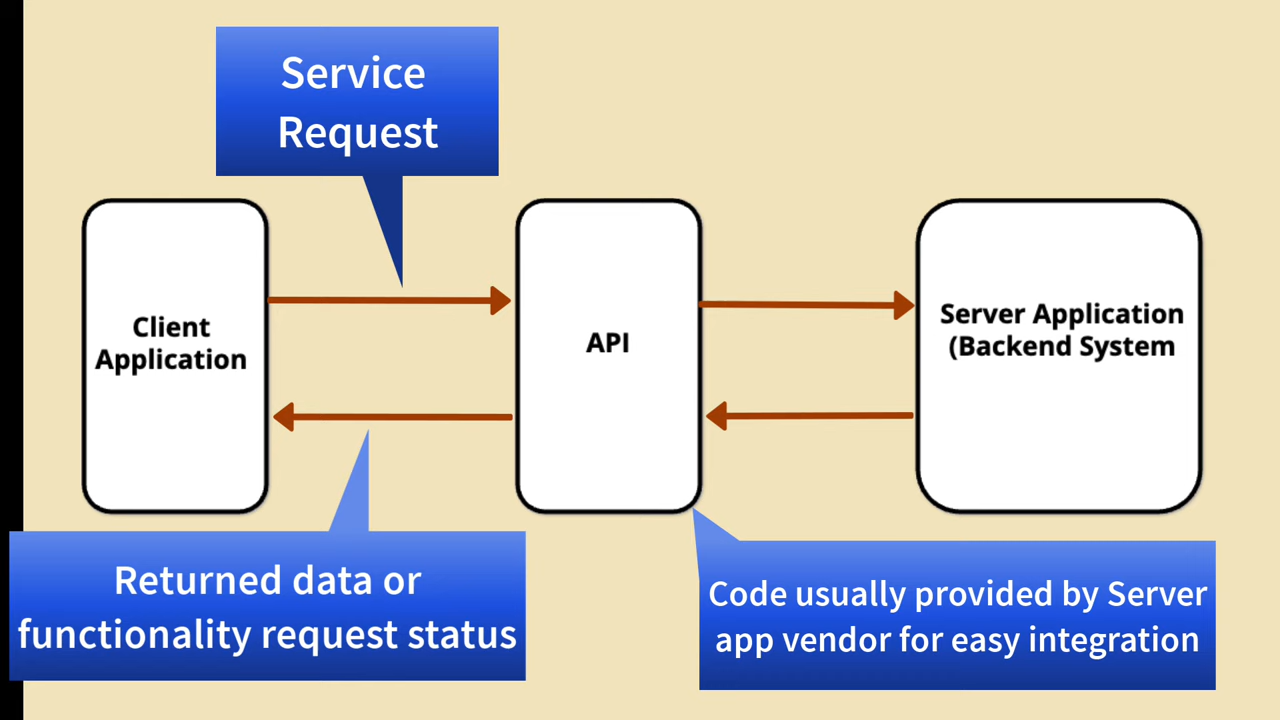 Service
Request
Client
Application
API
Server Application
(Backend System
Returned data or
functionality request status
Code usually provided by Server
app vendor for easy integration